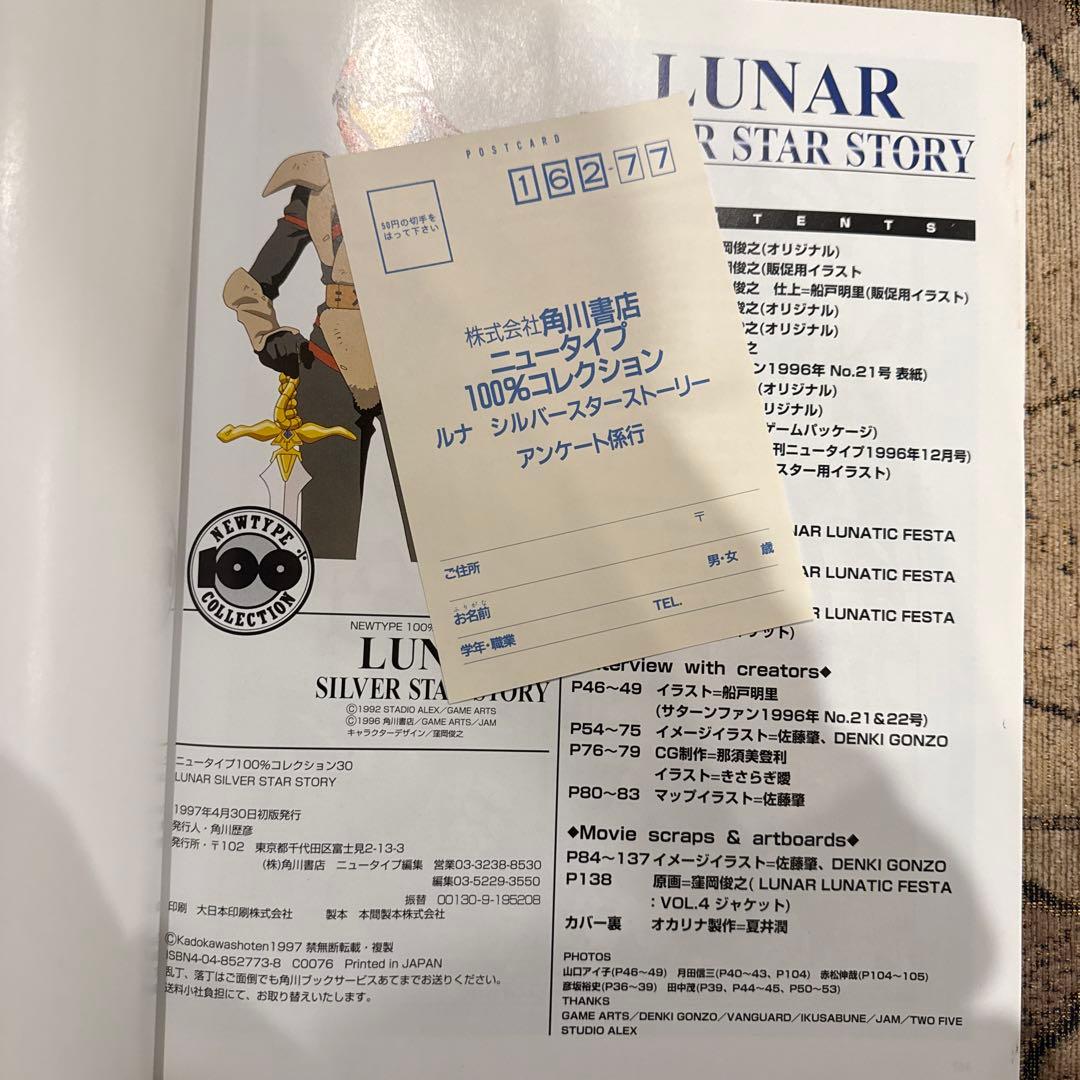 LUNAR
R STAR STORY
NTENTS
岡俊之(オリジナル)
俊之(販促用イラスト
俊之 仕上=船戸明里(販促用イラスト)
之(オリジナル)
之(オリジナル)
之
ァン1996年 No.21号 表紙)
(オリジナル)
リジナル)
ゲームパッケージ)
刊ニュータイプ1996年12月号)
スター用イラスト)
NAR LUNATIC FESTA
AR LUNATIC FESTA
AR LUNATIC FESTA
ケット)
terview with creators◆
P46〜49 イラスト=船戸明里
(サターンファン1996年 No.21&22号)
P54〜75 イメージイラスト=佐藤肇、DENKI GONZO
P76〜79 CG制作=那須美登利
イラスト=きさらぎ曖
P80〜83 マップイラスト=佐藤肇
◆Movie scraps & artboards◆
P84〜137 イメージイラスト=佐藤肇、DENKI GONZO
P138 原画=窪岡俊之( LUNAR LUNATIC FESTA
: VOL.4 ジャケット)
カバー裏 オカリナ製作=夏井潤
PHOTOS
山口アイ子(P46〜49) 月田信三(P40〜43、P104) 赤松伸哉(P104〜105)
彦坂裕史(P36〜39) 田中茂(P39、P44〜45、P50〜53)
THANKS
GAME ARTS/DENKI GONZO/VANGUARD/IKUSABUNE/JAM/TWO FIVE
STUDIO ALEX
POSTCARD
162-77
50円の切手を
はって下さい
株式会社角川書店
ニュータイプ
100%コレクション
ルナ シルバースターストーリー
アンケート係行
〒
ご住所
男・女 歳
ふりがな
お名前
TEL.
学年・職業
NEWTYPE
100%
COLLECTION
NEWTYPE 100%
LUN
SILVER STA STORY
©1992 STADIO ALEX/GAME ARTS
©1996 角川書店/GAME ARTS/JAM
キャラクターデザイン/窪岡俊之
ニュータイプ100%コレクション30
LUNAR SILVER STAR STORY
1997年4月30日初版発行
発行人・角川歴彦
発行所・〒102 東京都千代田区富士見2-13-3
(株)角川書店 ニュータイプ編集 営業03-3238-8530
編集03-5229-3550
振替 00130-9-195208
印刷 大日本印刷株式会社 製本 本間製本株式会社
©Kadokawashoten1997 禁無断転載・複製
ISBN4-04-852773-8 C0076 Printed in JAPAN
乱丁、落丁はご面倒でも角川ブックサービスあてまでお送りください。
送料小社負担にて、お取り替えいたします。